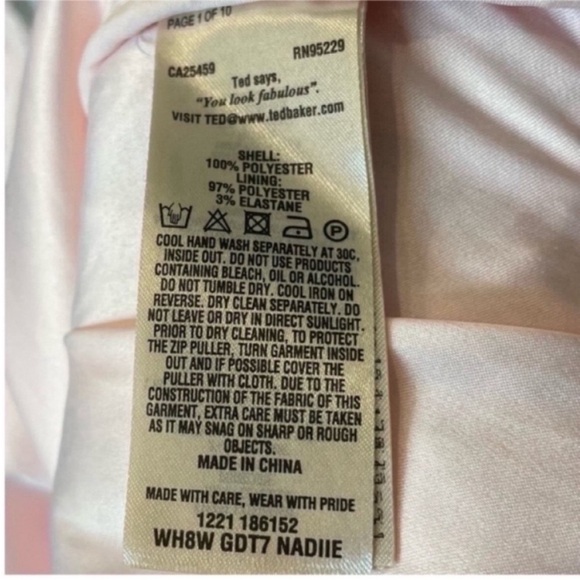 PAGE 1 OF 10
RN95229
CA25459
Ted says,
"You look fabulous".
VISIT TED@www.tedbaker.com
SHELL:
100% POLYESTER
LINING:
97% POLYESTER
3% ELASTANE
P
COOL HAND WASH SEPARATELY AT 30C,
INSIDE OUT. DO NOT USE PRODUCTS
CONTAINING BLEACH, OIL OR ALCOHOL.
DO NOT TUMBLE DRY. COOL IRON ON
REVERSE. DRY CLEAN SEPARATELY. DO
NOT LEAVE OR DRY IN DIRECT SUNLIGHT.
PRIOR TO DRY CLEANING, TO PROTECT
THE ZIP PULLER, TURN GARMENT INSIDE
OUT AND IF POSSIBLE COVER THE
PULLER WITH CLOTH. DUE TO THE
CONSTRUCTION OF THE FABRIC OF THIS
GARMENT, EXTRA CARE MUST BE TAKEN
AS IT MAY SNAG ON SHARP OR ROUGH
OBJECTS.
MADE IN CHINA
MADE WITH CARE, WEAR WITH PRIDE
1221 186152
WH8W GDT7 NADIIE